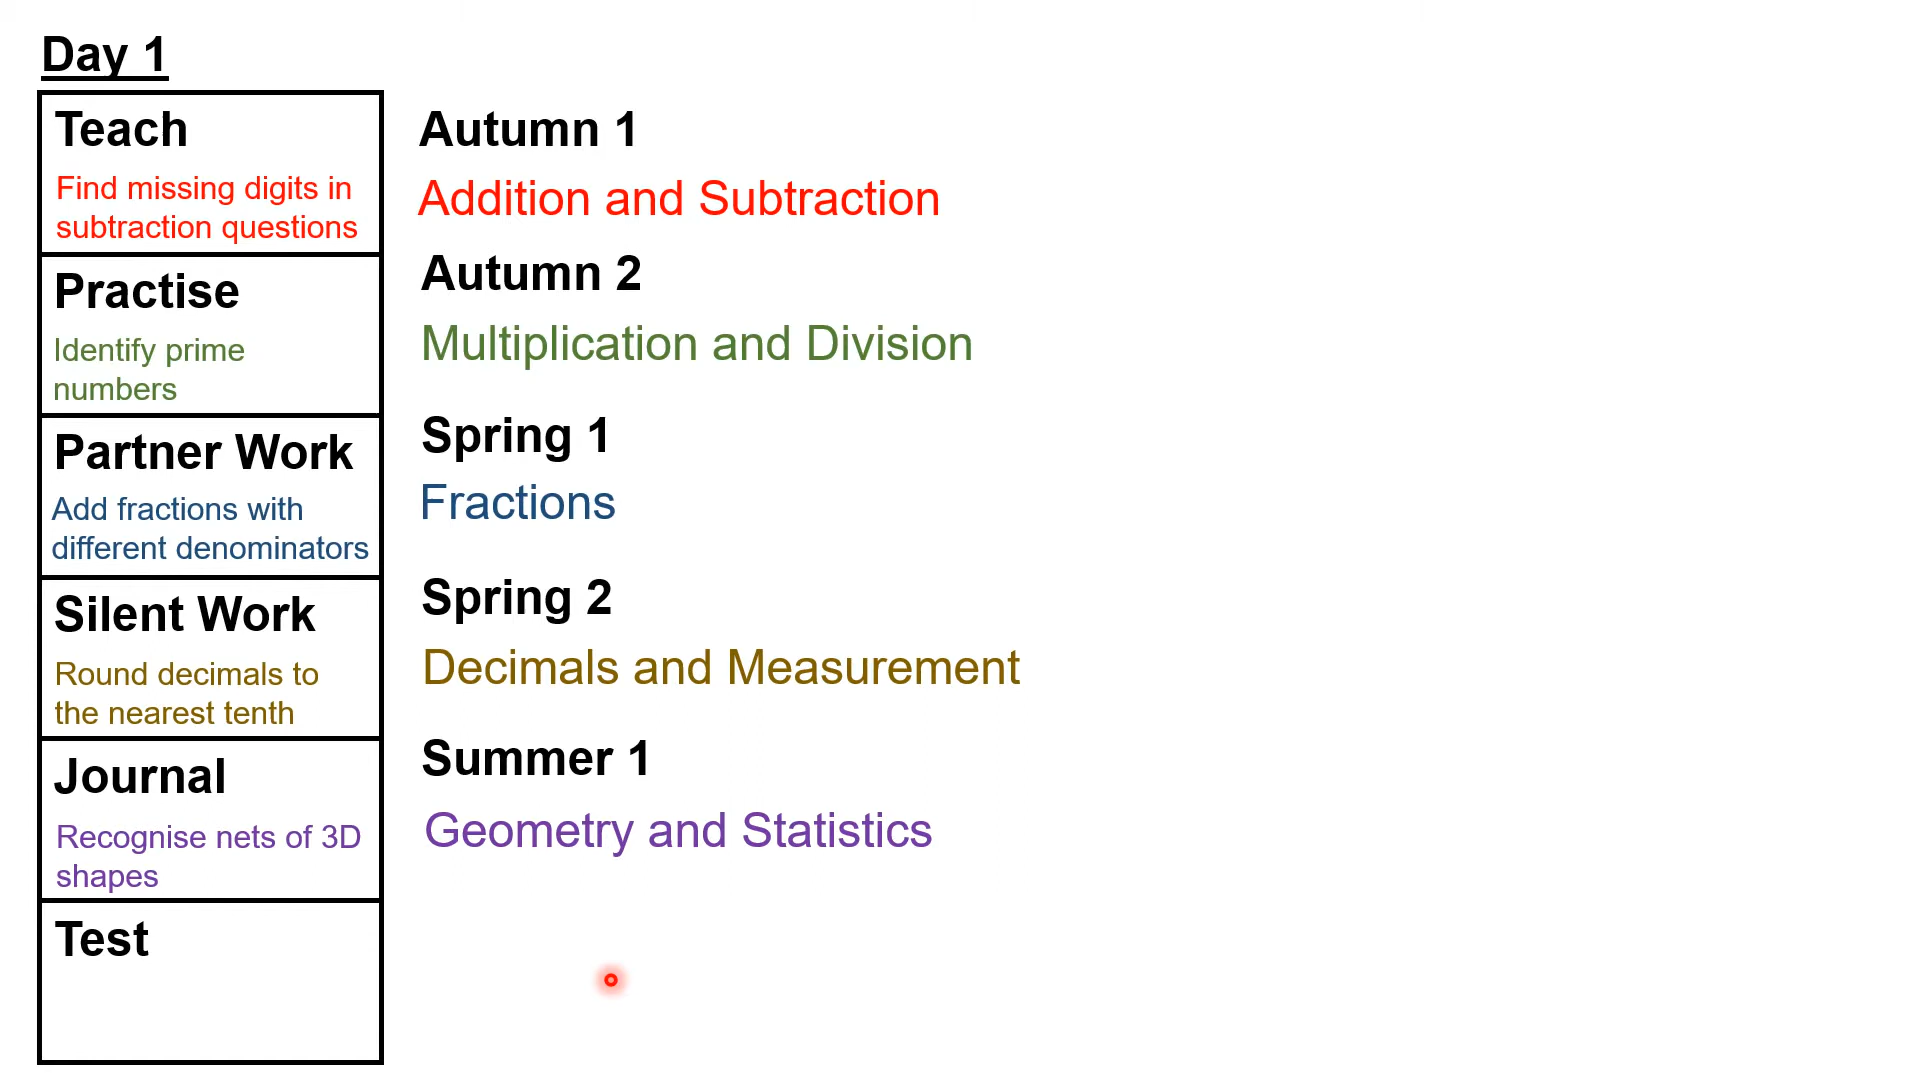 Day 1
Teach
Find missing digits in
subtraction questions
Practise
Identify prime
numbers
Partner Work
Add fractions with
different denominators
Silent Work
Round decimals to
the nearest tenth
Journal
Recognise nets of 3D
shapes
Test
Autumn 1
Addition and Subtraction
Autumn 2
Multiplication and Division
Spring 1
Fractions
Spring 2
Decimals and Measurement
Summer 1
Geometry and Statistics